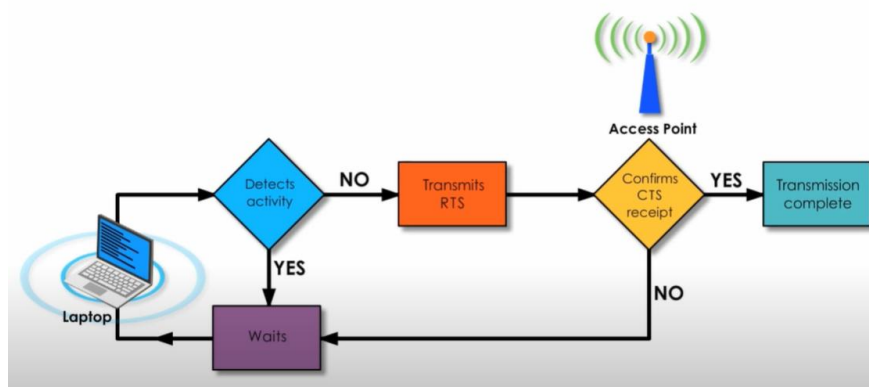 Access Point
Detects
activity
NO
Transmits
RTS
Confirms
CTS
receipt
YES
Transmission
complete
YES
NO
Laptop
Waits